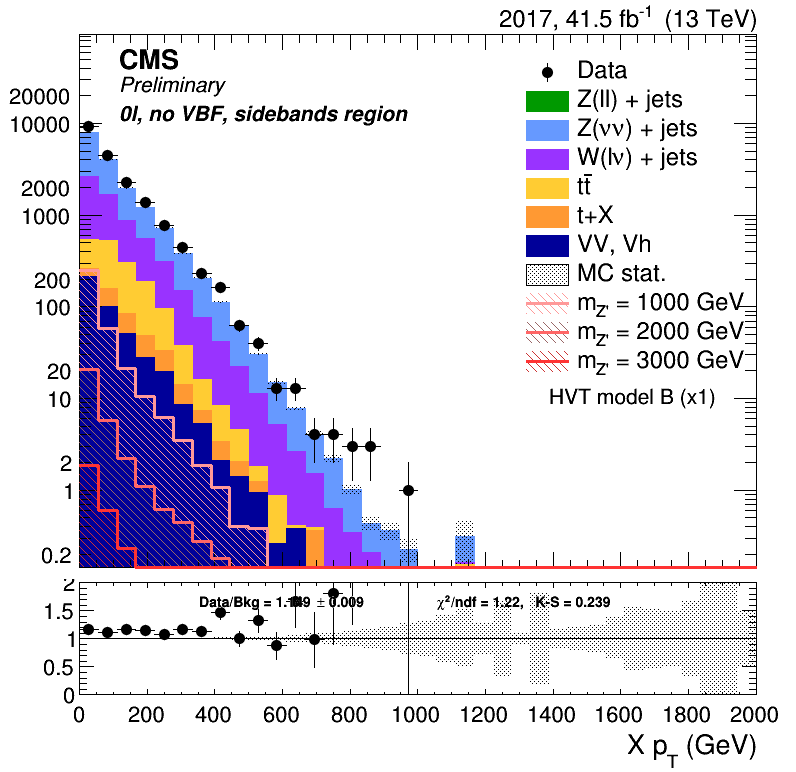 2017, 41.5 fb⁻¹ (13 TeV)
CMS
Preliminary
0l, no VBF, sidebands region
Data
Z(ll) + jets
Z(νν) + jets
W(lν) + jets
tt̄
t+X
VV, Vh
MC stat.
m_Z' = 1000 GeV
m_Z' = 2000 GeV
m_Z' = 3000 GeV
HVT model B (x1)
20000
10000
2000
1000
200
100
20
10
2
1
0.2
2
1.5
1
0.5
0
χ²/ndf = 1.22, K-S = 0.239
Data/Bkg = ± 0.009
0 200 400 600 800 1000 1200 1400 1600 1800 2000
X p_T (GeV)